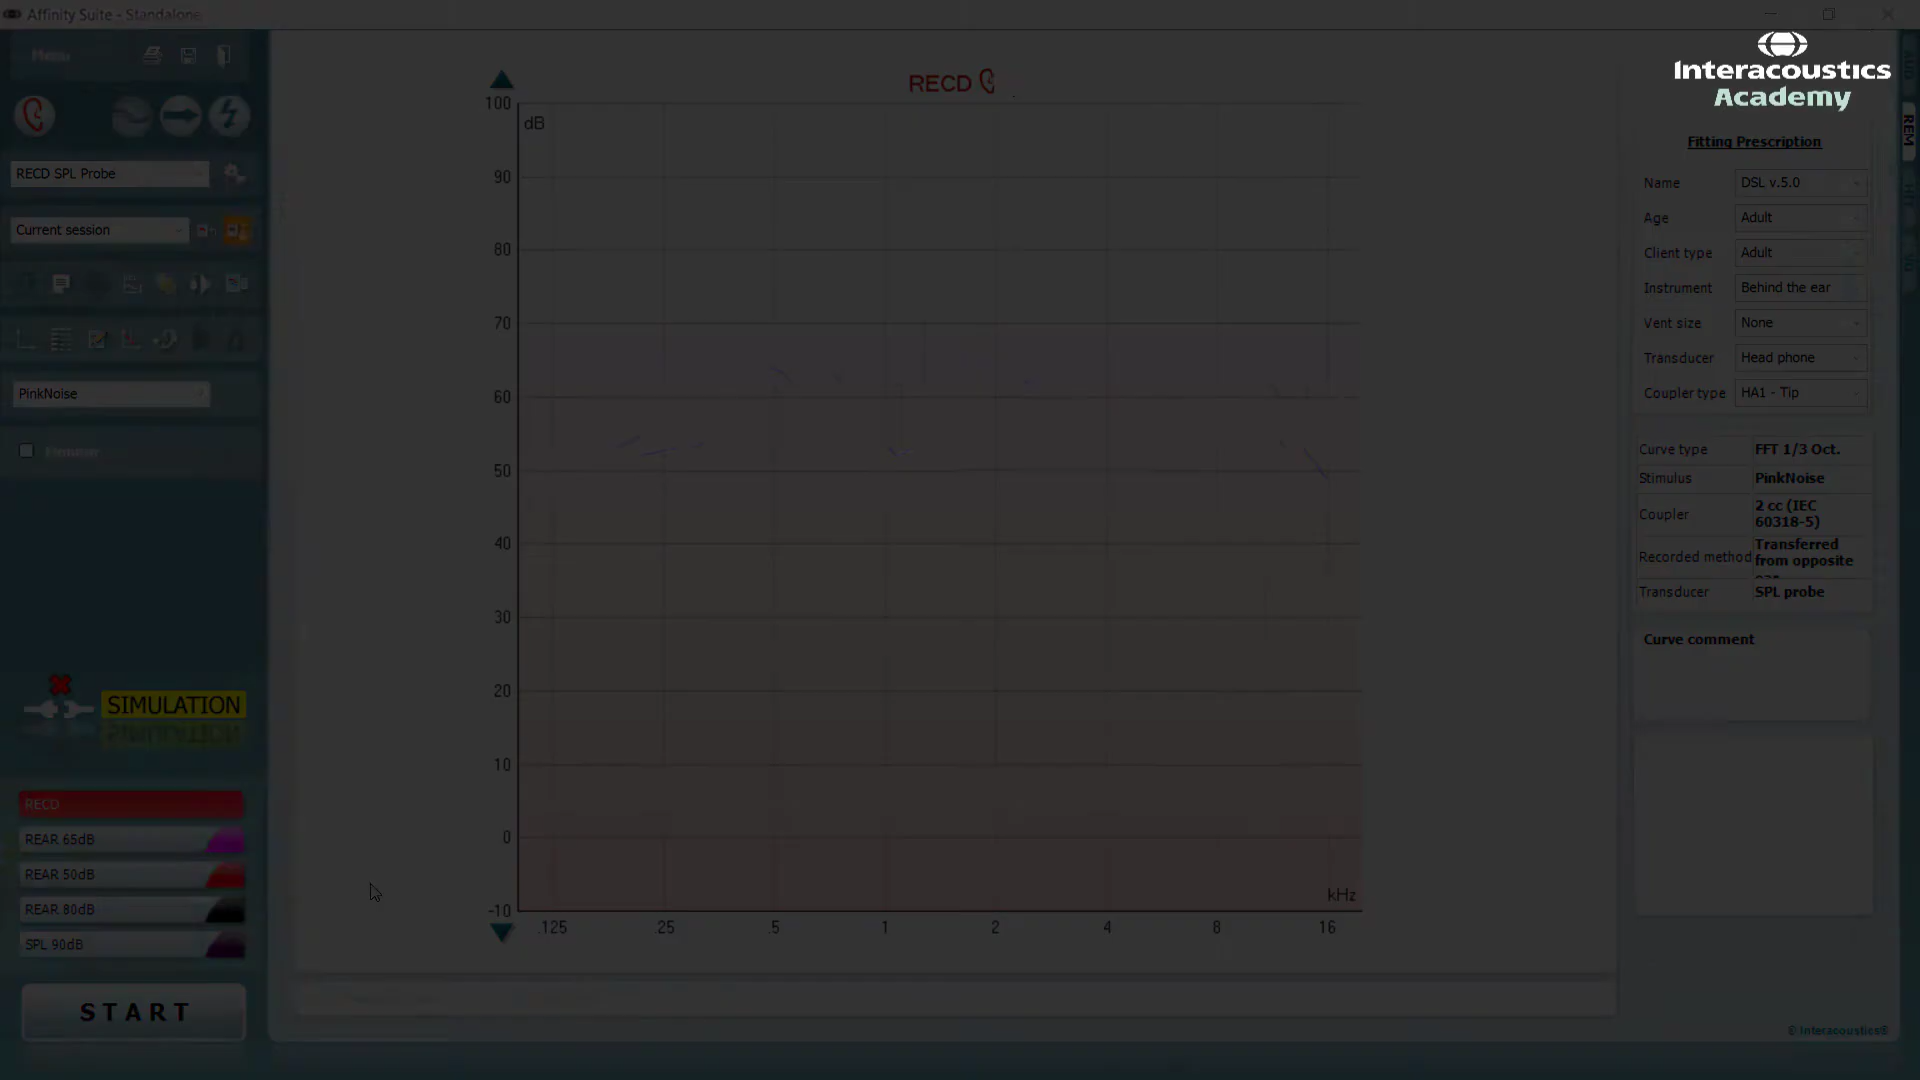 Affinity Suite - Standalone
Interacoustics
Academy
Menu
RECD
100
dB
90
80
70
60
50
40
30
20
10
0
-10
kHz
.125
.25
.5
1
2
4
8
16
RECD SPL Probe
Current session
PinkNoise
Monitor
SIMULATION
RECD
REAR 65dB
REAR 50dB
REAR 80dB
SPL 90dB
START
Fitting Prescription
Name DSL v.5.0
Age Adult
Client type Adult
Instrument Behind the ear
Vent size None
Transducer Head phone
Coupler type HA1 - Tip
Curve type FFT 1/3 Oct.
Stimulus PinkNoise
Coupler 2 cc (IEC
60318-5)
Recorded method Transferred
from opposite
Transducer SPL probe
Curve comment
REM
AUD
© Interacoustics®